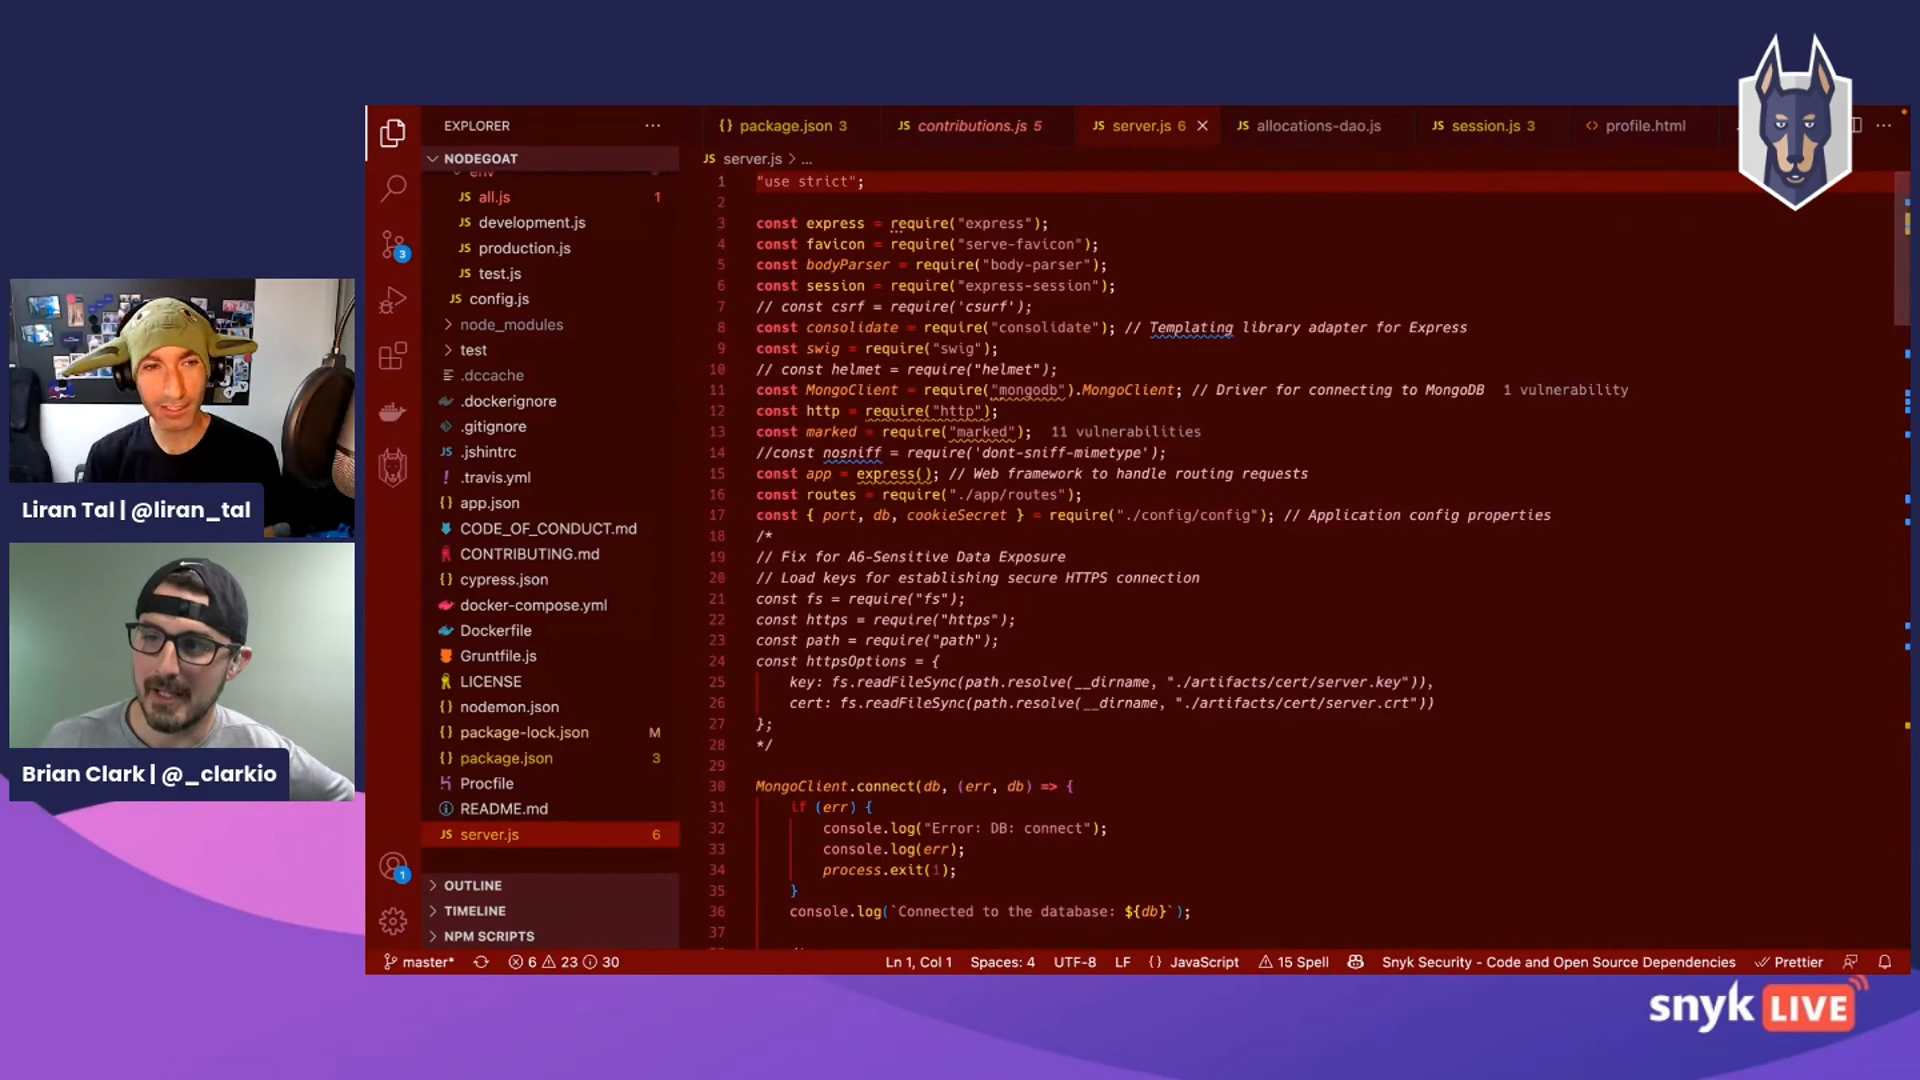 EXPLORER
NODEGOAT
env
JS all.js 1
JS development.js
JS production.js
JS test.js
JS config.js
node_modules
test
.dccache
.dockerignore
.gitignore
JS .jshintrc
! .travis.yml
{} app.json
CODE_OF_CONDUCT.md
CONTRIBUTING.md
{} cypress.json
docker-compose.yml
Dockerfile
Gruntfile.js
LICENSE
nodemon.json
{} package-lock.json M
{} package.json 3
Procfile
README.md
JS server.js 6
OUTLINE
TIMELINE
NPM SCRIPTS
3
1
{} package.json 3
JS contributions.js 5
JS server.js 6
JS allocations-dao.js
JS session.js 3
<> profile.html
JS server.js > ...
1 "use strict";
2
3 const express = require("express");
4 const favicon = require("serve-favicon");
5 const bodyParser = require("body-parser");
6 const session = require("express-session");
7 // const csrf = require('csurf');
8 const consolidate = require("consolidate"); // Templating library adapter for Express
9 const swig = require("swig");
10 // const helmet = require("helmet");
11 const MongoClient = require("mongodb").MongoClient; // Driver for connecting to MongoDB 1 vulnerability
12 const http = require("http");
13 const marked = require("marked"); 11 vulnerabilities
14 //const nosniff = require('dont-sniff-mimetype');
15 const app = express(); // Web framework to handle routing requests
16 const routes = require("./app/routes");
17 const { port, db, cookieSecret } = require("./config/config"); // Application config properties
18 /*
19 // Fix for A6-Sensitive Data Exposure
20 // Load keys for establishing secure HTTPS connection
21 const fs = require("fs");
22 const https = require("https");
23 const path = require("path");
24 const httpsOptions = {
25 key: fs.readFileSync(path.resolve(__dirname, "./artifacts/cert/server.key")),
26 cert: fs.readFileSync(path.resolve(__dirname, "./artifacts/cert/server.crt"))
27 };
28 */
29
30 MongoClient.connect(db, (err, db) => {
31 if (err) {
32 console.log("Error: DB: connect");
33 console.log(err);
34 process.exit(1);
35 }
36 console.log(`Connected to the database: ${db}`);
37
master* 6 23 30
Ln 1, Col 1 Spaces: 4 UTF-8 LF {} JavaScript 15 Spell Snyk Security - Code and Open Source Dependencies Prettier
Liran Tal | @liran_tal
Brian Clark | @_clarkio
snyk LIVE